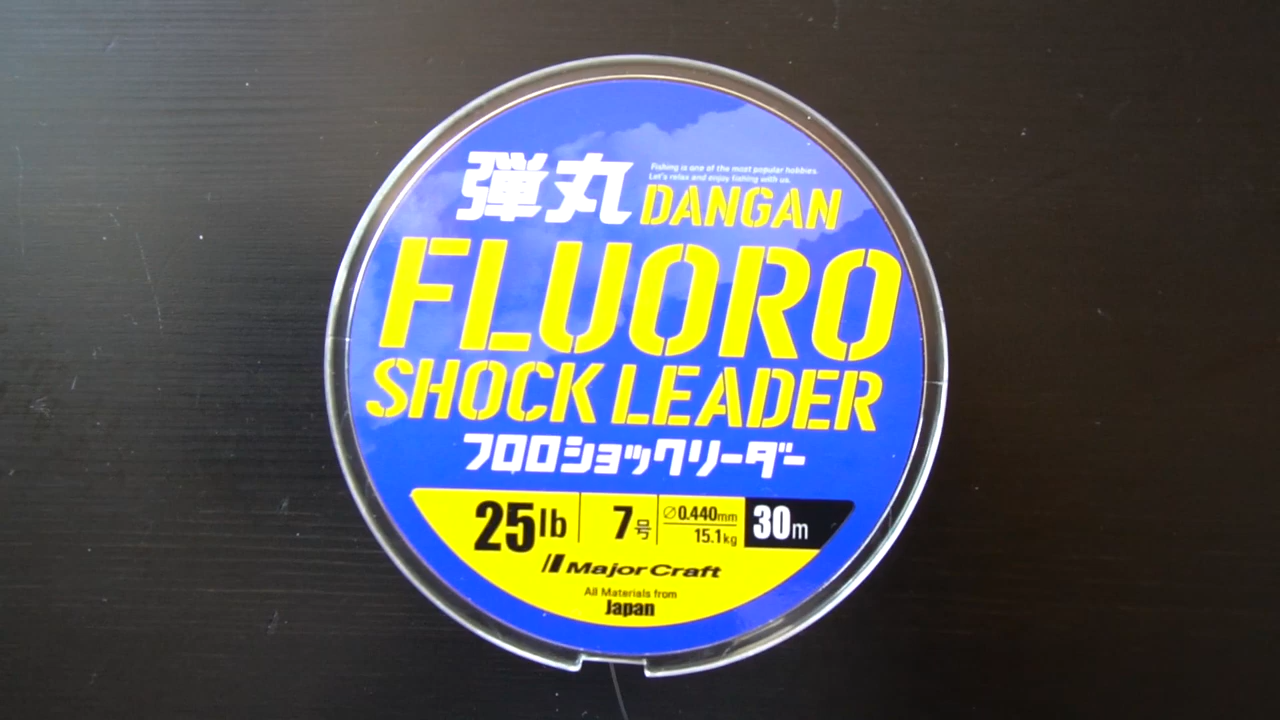 弾丸 DANGAN
Fishing is one of the most popular hobbies.
Let's relax and enjoy fishing with us.
FLUORO
SHOCK LEADER
フロロショックリーダー
25lb 7号 ∅0.440mm 30m
15.1kg
Major Craft
All Materials from
Japan